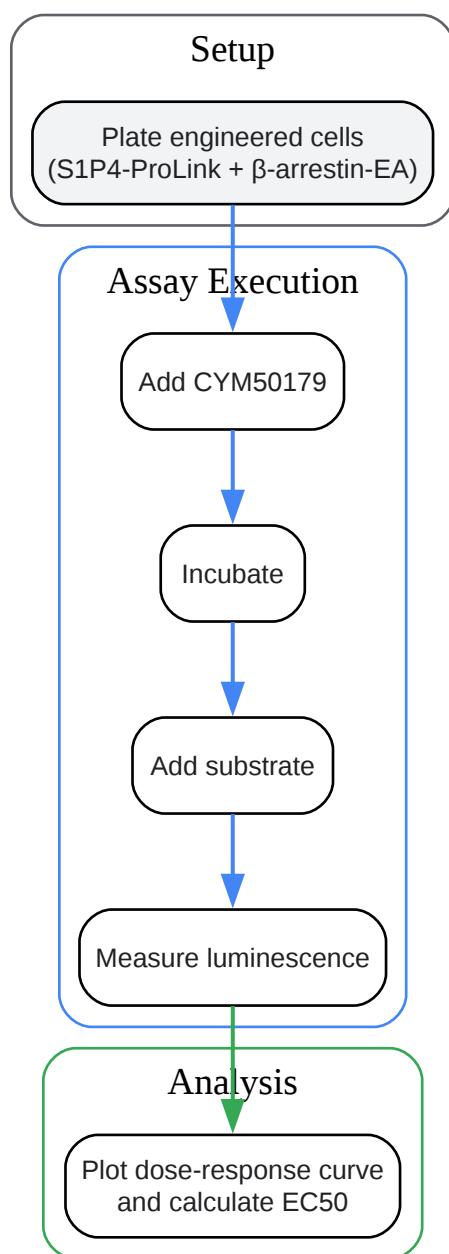 Setup
Plate engineered cells
(S1P4-ProLink + β-arrestin-EA)
Assay Execution
Add CYM50179
Incubate
Add substrate
Measure luminescence
Analysis
Plot dose-response curve
and calculate EC50